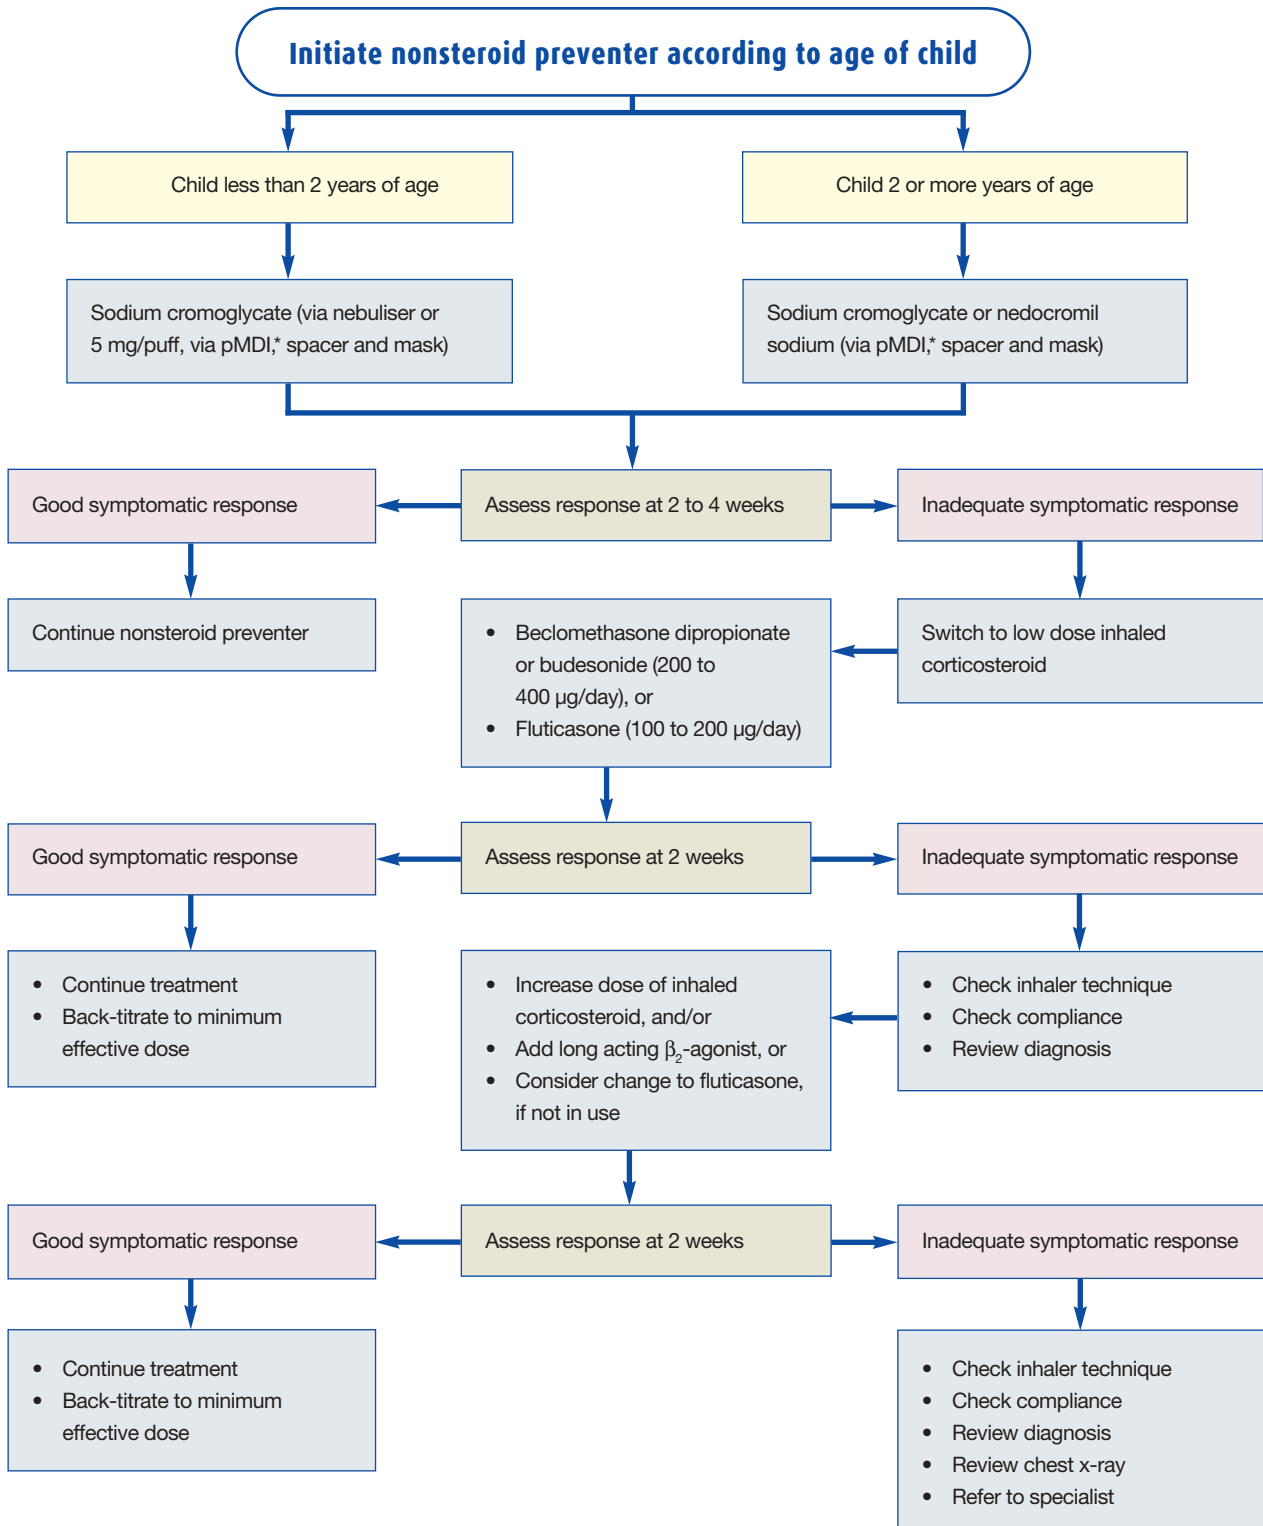 Initiate nonsteroid preventer according to age of child
Child less than 2 years of age
Child 2 or more years of age
Sodium cromoglycate (via nebuliser or
5 mg/puff, via pMDI,* spacer and mask)
Sodium cromoglycate or nedocromil
sodium (via pMDI,* spacer and mask)
Good symptomatic response
Assess response at 2 to 4 weeks
Inadequate symptomatic response
Continue nonsteroid preventer
• Beclomethasone dipropionate
or budesonide (200 to
400 µg/day), or
• Fluticasone (100 to 200 µg/day)
Switch to low dose inhaled
corticosteroid
Good symptomatic response
Assess response at 2 weeks
Inadequate symptomatic response
• Continue treatment
• Back-titrate to minimum
effective dose
• Increase dose of inhaled
corticosteroid, and/or
• Add long acting β₂-agonist, or
• Consider change to fluticasone,
if not in use
• Check inhaler technique
• Check compliance
• Review diagnosis
Good symptomatic response
Assess response at 2 weeks
Inadequate symptomatic response
• Continue treatment
• Back-titrate to minimum
effective dose
• Check inhaler technique
• Check compliance
• Review diagnosis
• Review chest x-ray
• Refer to specialist